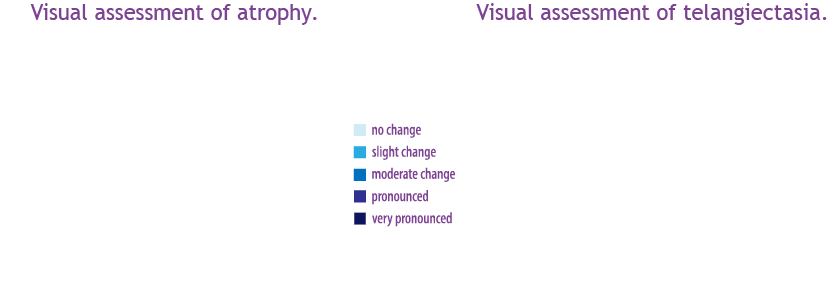 Visual assessment of atrophy.
Visual assessment of telangiectasia.
no change
slight change
moderate change
pronounced
very pronounced